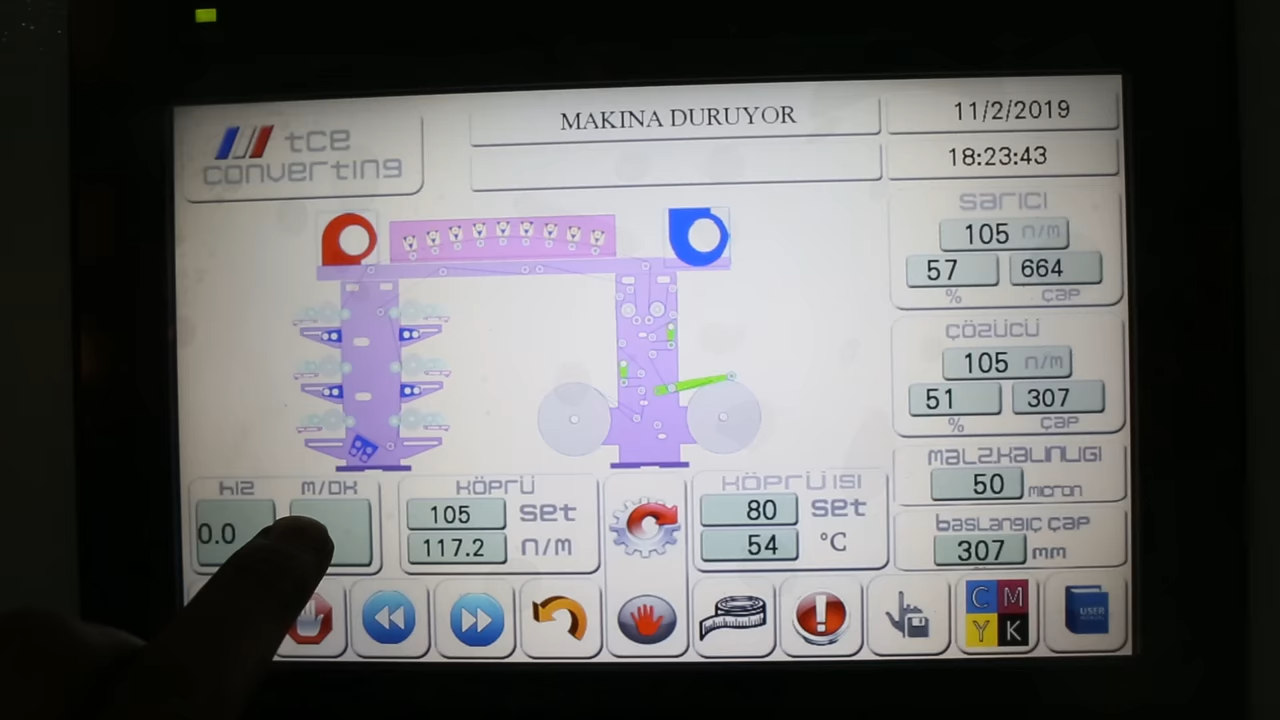 tce
converting
MAKINA DURUYOR
11/2/2019
18:23:43
sarıcı
105 n/m
57 664
% çap
çözücü
105 n/m
51 307
% çap
malz.kalınlıgı
50 micron
baslangıç çap
307 mm
hız m/dk
0.0
köprü
105 set
117.2 n/m
köprü ısı
80 set
54 °C
C M
Y K
USER